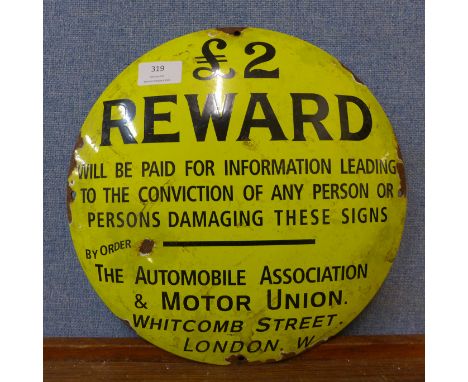 £2
319
REWARD
WILL BE PAID FOR INFORMATION LEADING
TO THE CONVICTION OF ANY PERSON OR
PERSONS DAMAGING THESE SIGNS
BY ORDER
THE AUTOMOBILE ASSOCIATION
& MOTOR UNION.
WHITCOMB STREET.
LONDON. W.